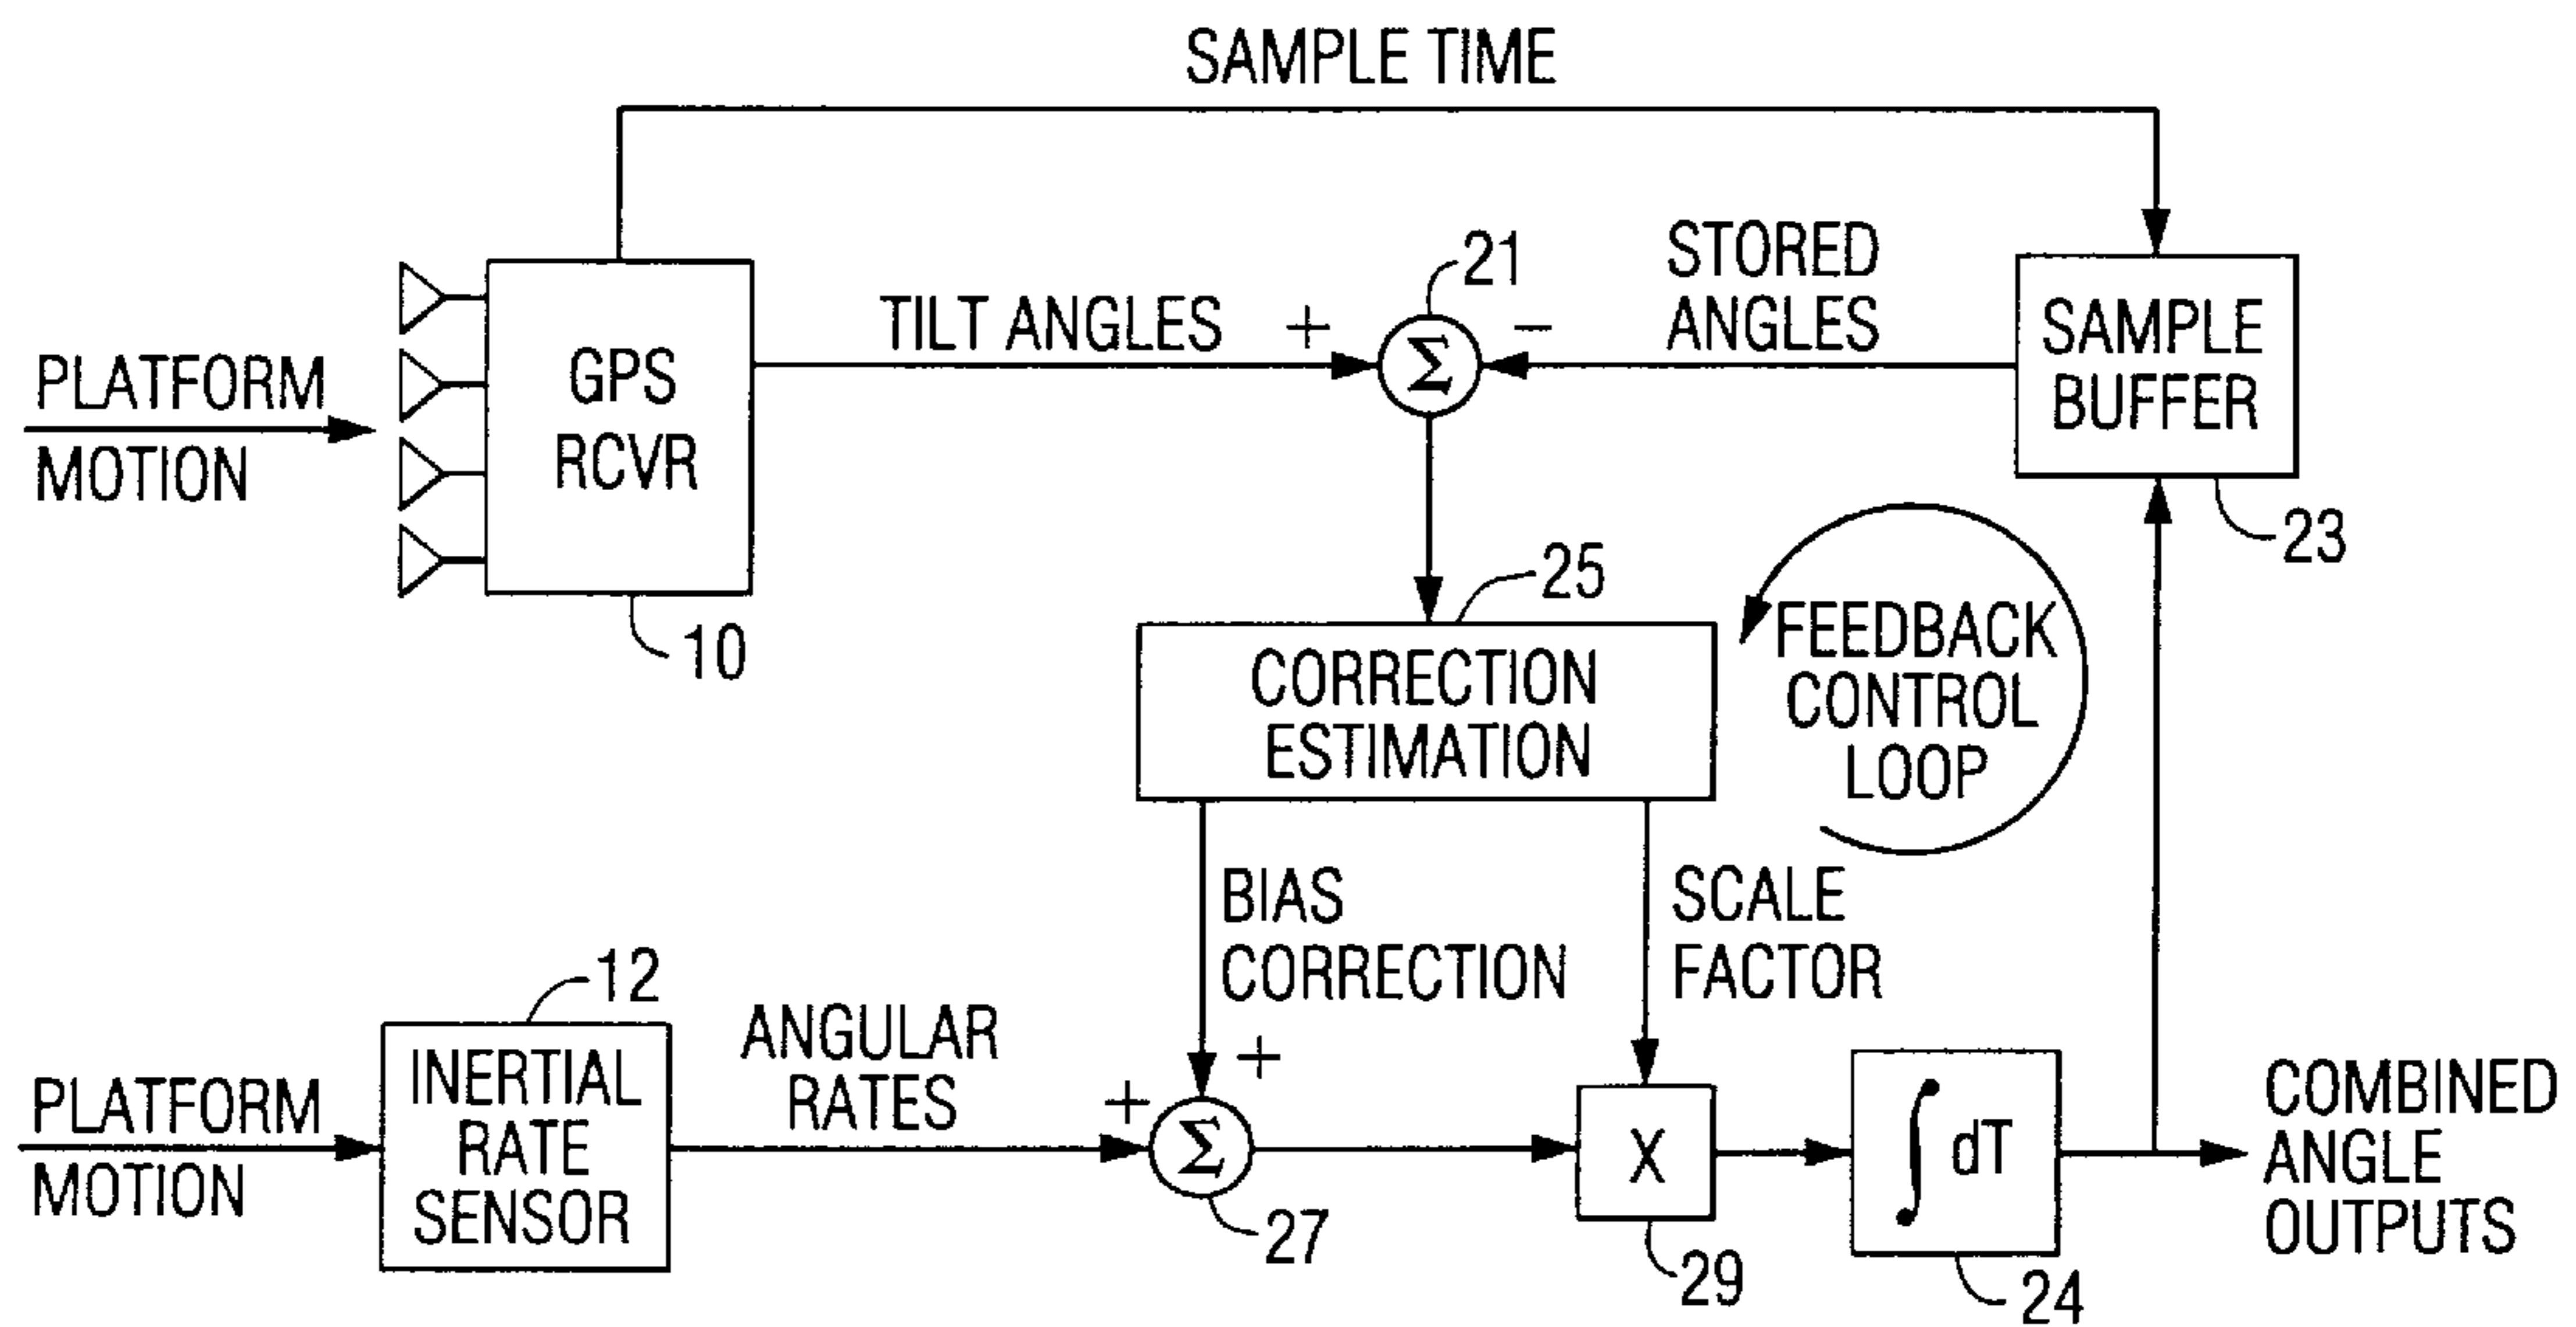 SAMPLE TIME
PLATFORM
MOTION
GPS
RCVR
10
TILT ANGLES
+
21
Σ
−
STORED
ANGLES
SAMPLE
BUFFER
23
25
CORRECTION
ESTIMATION
FEEDBACK
CONTROL
LOOP
BIAS
CORRECTION
SCALE
FACTOR
PLATFORM
MOTION
12
INERTIAL
RATE
SENSOR
ANGULAR
RATES
+
+
Σ
27
X
29
∫ dT
24
COMBINED
ANGLE
OUTPUTS